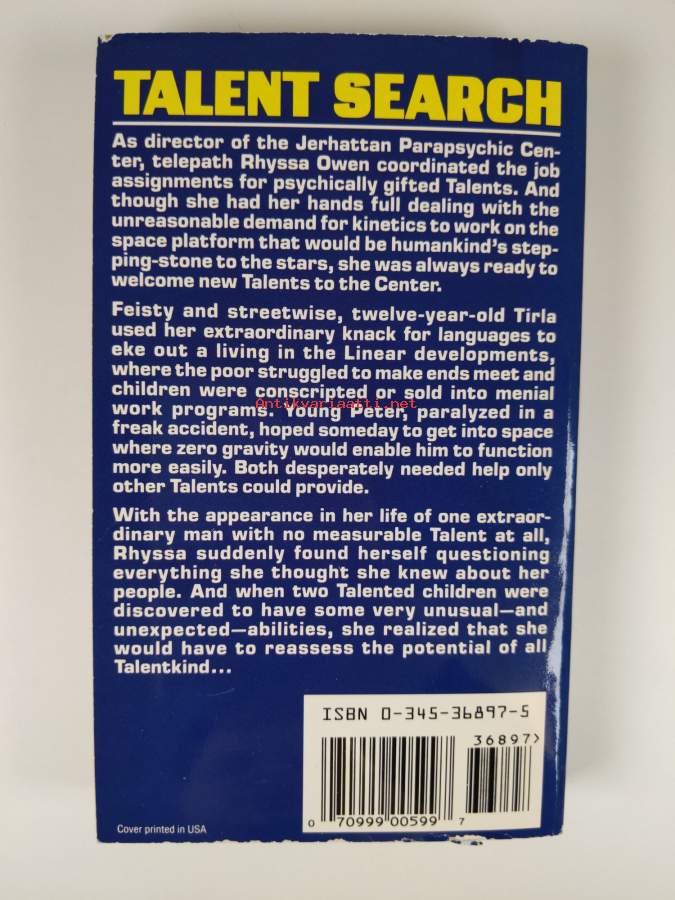 TALENT SEARCH
As director of the Jerhattan Parapsychic Cen-
ter, telepath Rhyssa Owen coordinated the job
assignments for psychically gifted Talents. And
though she had her hands full dealing with the
unreasonable demand for kinetics to work on the
space platform that would be humankind's step-
ping-stone to the stars, she was always ready to
welcome new Talents to the Center.
Feisty and streetwise, twelve-year-old Tirla
used her extraordinary knack for languages to
eke out a living in the Linear developments,
where the poor struggled to make ends meet and
children were conscripted or sold into menial
Antikvariaatti.net
work programs. Young Peter, paralyzed in a
freak accident, hoped someday to get into space
where zero gravity would enable him to function
more easily. Both desperately needed help only
other Talents could provide.
With the appearance in her life of one extraor-
dinary man with no measurable Talent at all,
Rhyssa suddenly found herself questioning
everything she thought she knew about her
people. And when two Talented children were
discovered to have some very unusual—and
unexpected—abilities, she realized that she
would have to reassess the potential of all
Talentkind...
ISBN 0-345-36897-5
36897>
0 70999 00599 7
Cover printed in USA